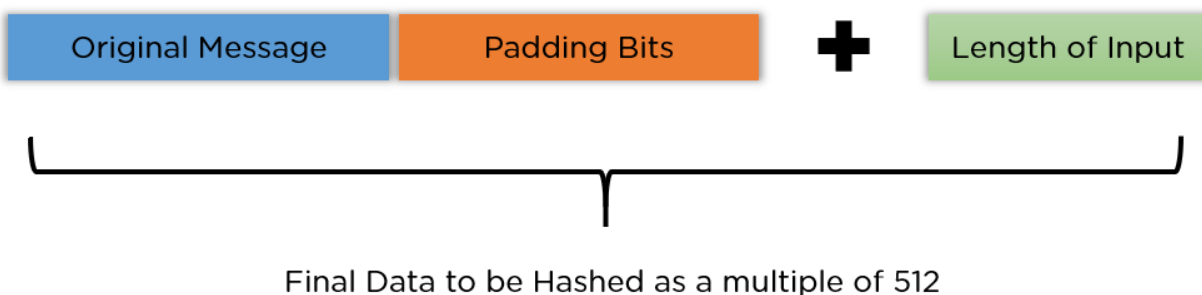 Original Message Padding Bits + Length of Input
Final Data to be Hashed as a multiple of 512